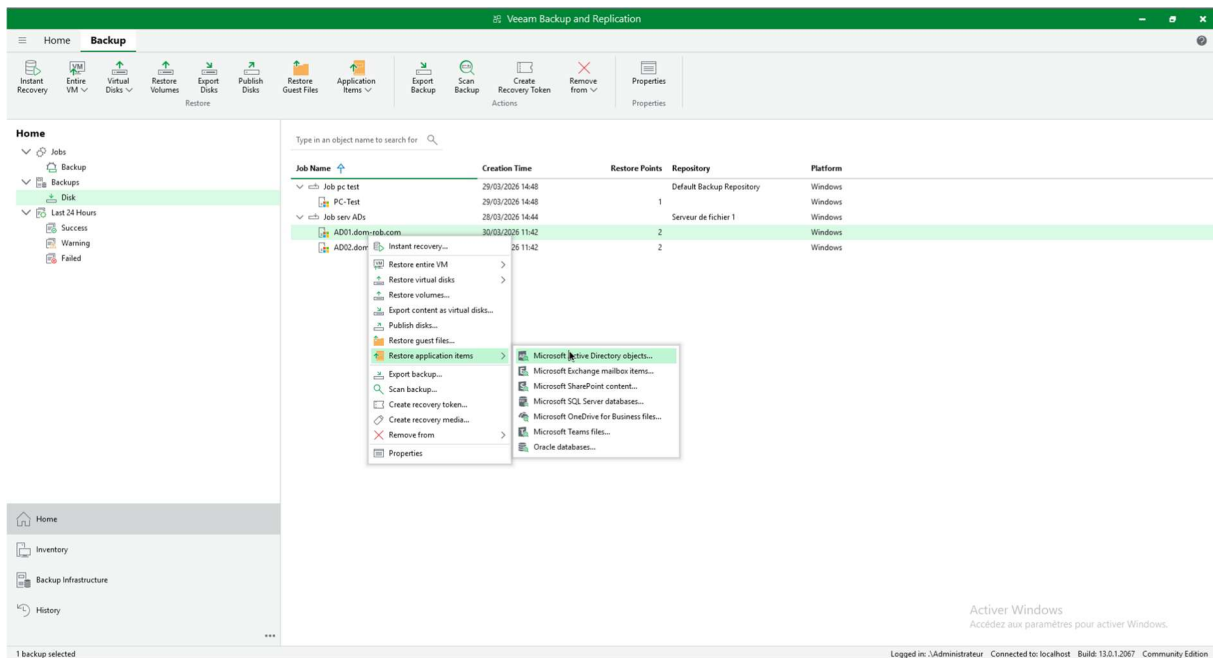 Veeam Backup and Replication
Home Backup
Instant Recovery
Entire VM
Virtual Disks
Restore Volumes
Export Disks
Publish Disks
Restore Guest Files
Application Items
Export Backup
Scan Backup
Create Recovery Token
Remove from
Properties
Restore Actions Properties
Home
Jobs
Backup
Backups
Disk
Last 24 Hours
Success
Warning
Failed
Type in an object name to search for
Job Name Creation Time Restore Points Repository Platform
Job pc test 29/03/2026 14:48 Default Backup Repository Windows
PC-Test 29/03/2026 14:48 1 Windows
Job serv ADs 28/03/2026 14:44 Serveur de fichier 1 Windows
AD01.dom-rob.com 30/03/2026 11:42 2 Windows
AD02.dom 26 11:42 2 Windows
Instant recovery...
Restore entire VM
Restore virtual disks
Restore volumes...
Export content as virtual disks...
Publish disks...
Restore guest files...
Restore application items
Export backup...
Scan backup...
Create recovery token...
Create recovery media...
Remove from
Properties
Microsoft Active Directory objects...
Microsoft Exchange mailbox items...
Microsoft SharePoint content...
Microsoft SQL Server databases...
Microsoft OneDrive for Business files...
Microsoft Teams files...
Oracle databases...
Home
Inventory
Backup Infrastructure
History
Activer Windows
Accédez aux paramètres pour activer Windows.
1 backup selected
Logged in: .\Administrateur Connected to: localhost Build: 13.0.1.2067 Community Edition